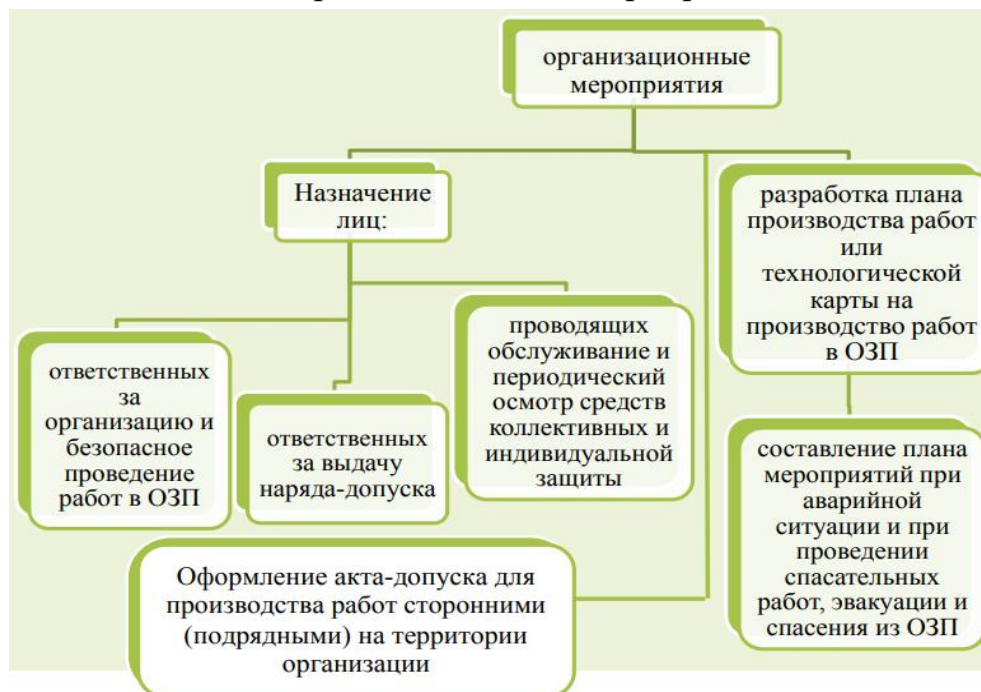 организационные
мероприятия
Назначение
лиц:
ответственных
за
организацию и
безопасное
проведение
работ в ОЗП
ответственных
за выдачу
наряда-допуска
проводящих
обслуживание и
периодический
осмотр средств
коллективных и
индивидуальной
защиты
разработка плана
производства работ
или
технологической
карты на
производство работ
в ОЗП
составление плана
мероприятий при
аварийной
ситуации и при
проведении
спасательных
работ, эвакуации и
спасения из ОЗП
Оформление акта-допуска для
производства работ сторонними
(подрядными) на территории
организации